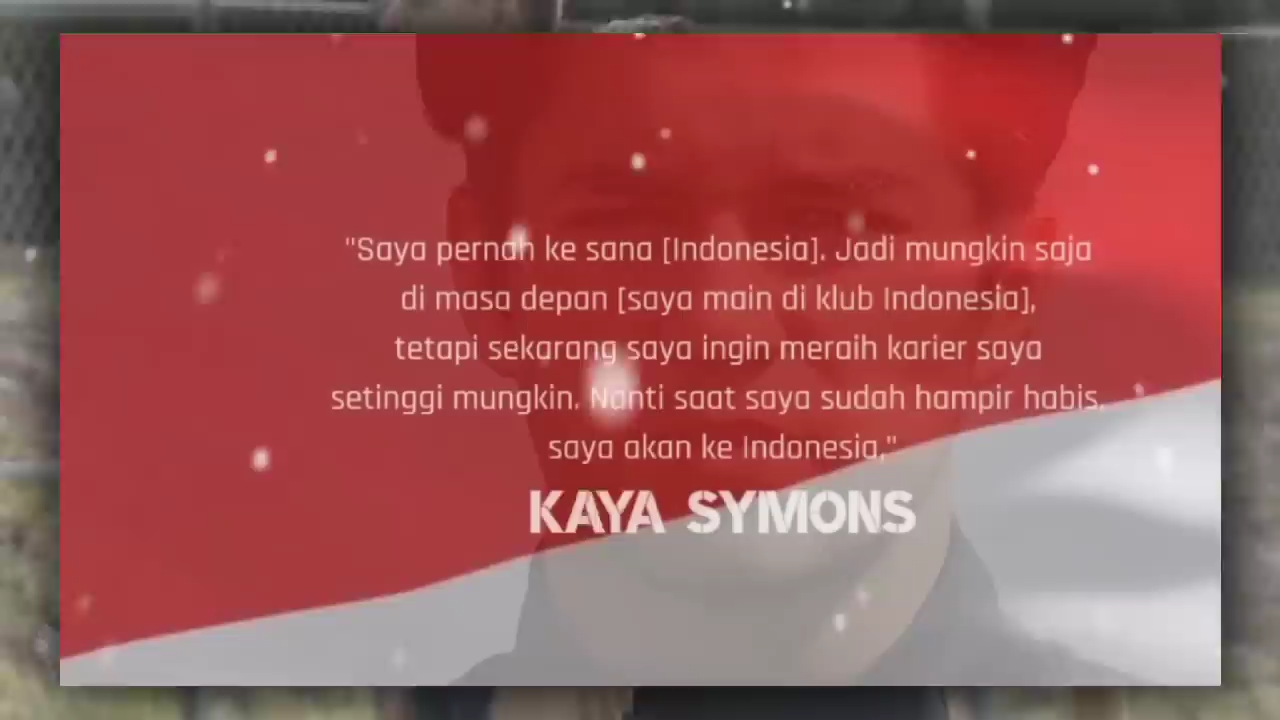 "Saya pernah ke sana [Indonesia]. Jadi mungkin saja
di masa depan [saya main di klub Indonesia],
tetapi sekarang saya ingin meraih karier saya
setinggi mungkin. Nanti saat saya sudah hampir habis,
saya akan ke Indonesia,"
KAYA SYMONS